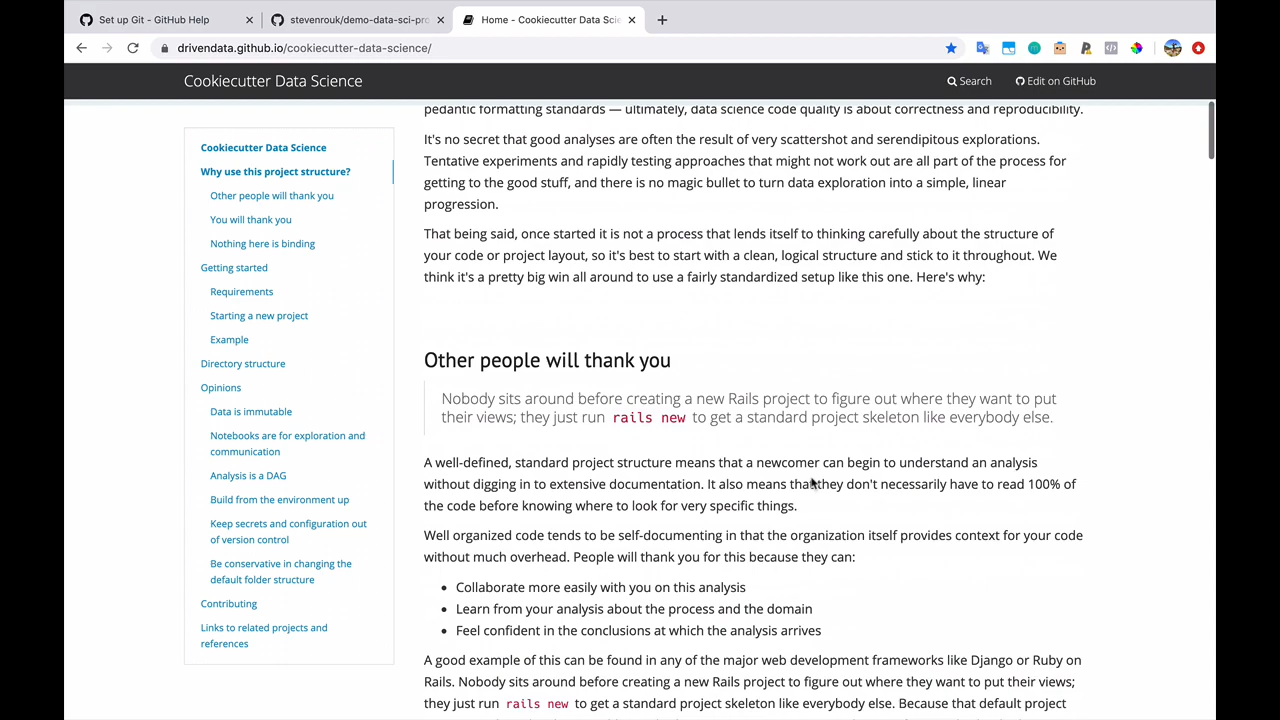 Set up Git - GitHub Help
stevenrouk/demo-data-sci-pro
Home - Cookiecutter Data Scie
drivendata.github.io/cookiecutter-data-science/
Cookiecutter Data Science
Search
Edit on GitHub
Cookiecutter Data Science
Why use this project structure?
Other people will thank you
You will thank you
Nothing here is binding
Getting started
Requirements
Starting a new project
Example
Directory structure
Opinions
Data is immutable
Notebooks are for exploration and
communication
Analysis is a DAG
Build from the environment up
Keep secrets and configuration out
of version control
Be conservative in changing the
default folder structure
Contributing
Links to related projects and
references
pedantic formatting standards — ultimately, data science code quality is about correctness and reproducibility.
It's no secret that good analyses are often the result of very scattershot and serendipitous explorations.
Tentative experiments and rapidly testing approaches that might not work out are all part of the process for
getting to the good stuff, and there is no magic bullet to turn data exploration into a simple, linear
progression.
That being said, once started it is not a process that lends itself to thinking carefully about the structure of
your code or project layout, so it's best to start with a clean, logical structure and stick to it throughout. We
think it's a pretty big win all around to use a fairly standardized setup like this one. Here's why:
Other people will thank you
Nobody sits around before creating a new Rails project to figure out where they want to put
their views; they just run rails new to get a standard project skeleton like everybody else.
A well-defined, standard project structure means that a newcomer can begin to understand an analysis
without digging in to extensive documentation. It also means that they don't necessarily have to read 100% of
the code before knowing where to look for very specific things.
Well organized code tends to be self-documenting in that the organization itself provides context for your code
without much overhead. People will thank you for this because they can:
• Collaborate more easily with you on this analysis
• Learn from your analysis about the process and the domain
• Feel confident in the conclusions at which the analysis arrives
A good example of this can be found in any of the major web development frameworks like Django or Ruby on
Rails. Nobody sits around before creating a new Rails project to figure out where they want to put their views;
they just run rails new to get a standard project skeleton like everybody else. Because that default project